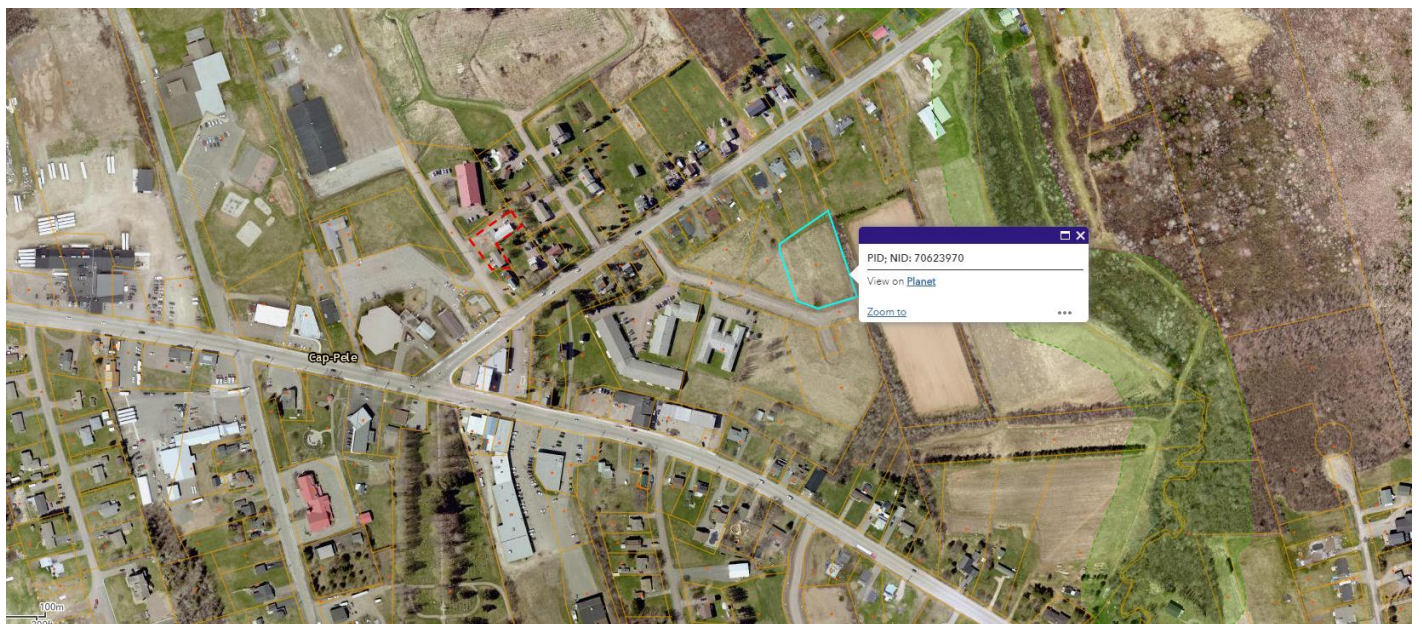 PID; NID: 70623970
View on Planet
Zoom to
•••
Cap-Pele
100m